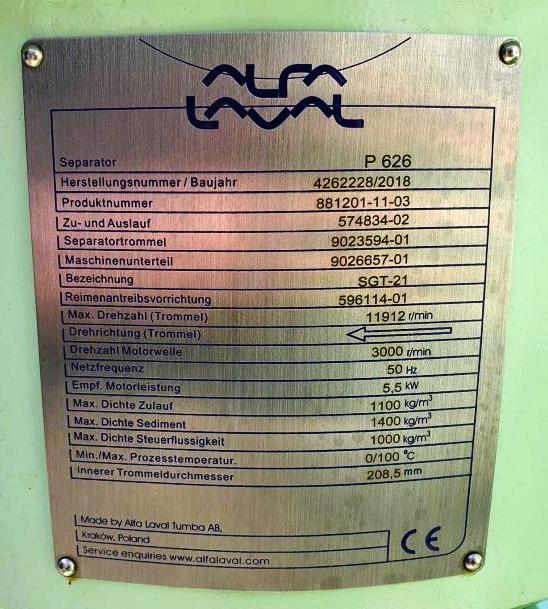 ALFA
LAVAL
Separator P 626
Herstellungsnummer / Baujahr 4262228/2018
Produktnummer 881201-11-03
Zu- und Auslauf 574834-02
Separatortrommel 9023594-01
Maschinenunterteil 9026657-01
Bezeichnung SGT-21
Reimenantreibsvorrichtung 596114-01
Max. Drehzahl (Trommel) 11912 r/min
Drehrichtung (Trommel)
Drehzahl Motorwelle 3000 r/min
Netzfrequenz 50 Hz
Empf. Motorleistung 5,5 kW
Max. Dichte Zulauf 1100 kg/m³
Max. Dichte Sediment 1400 kg/m³
Max. Dichte Steuerflussigkeit 1000 kg/m³
Min./Max. Prozesstemperatur. 0/100 °C
Innerer Trommeldurchmesser 208,5 mm
Made by Alfa Laval Tumba AB,
Kraków, Poland
Service enquiries www.alfalaval.com
CE